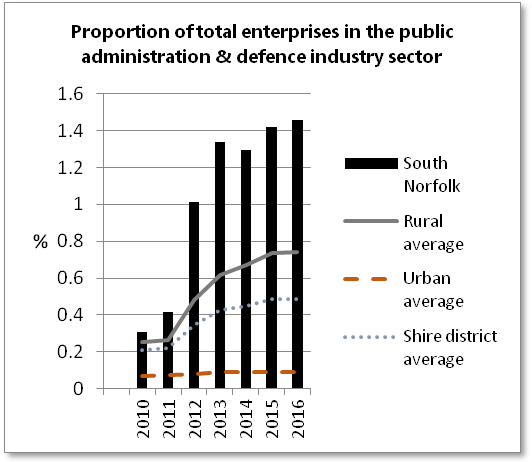 Proportion of total enterprises in the public
administration & defence industry sector
1.6
1.4
1.2
1
0.8
0.6
0.4
0.2
0
%
2010
2011
2012
2013
2014
2015
2016
South
Norfolk
Rural
average
Urban
average
Shire district
average